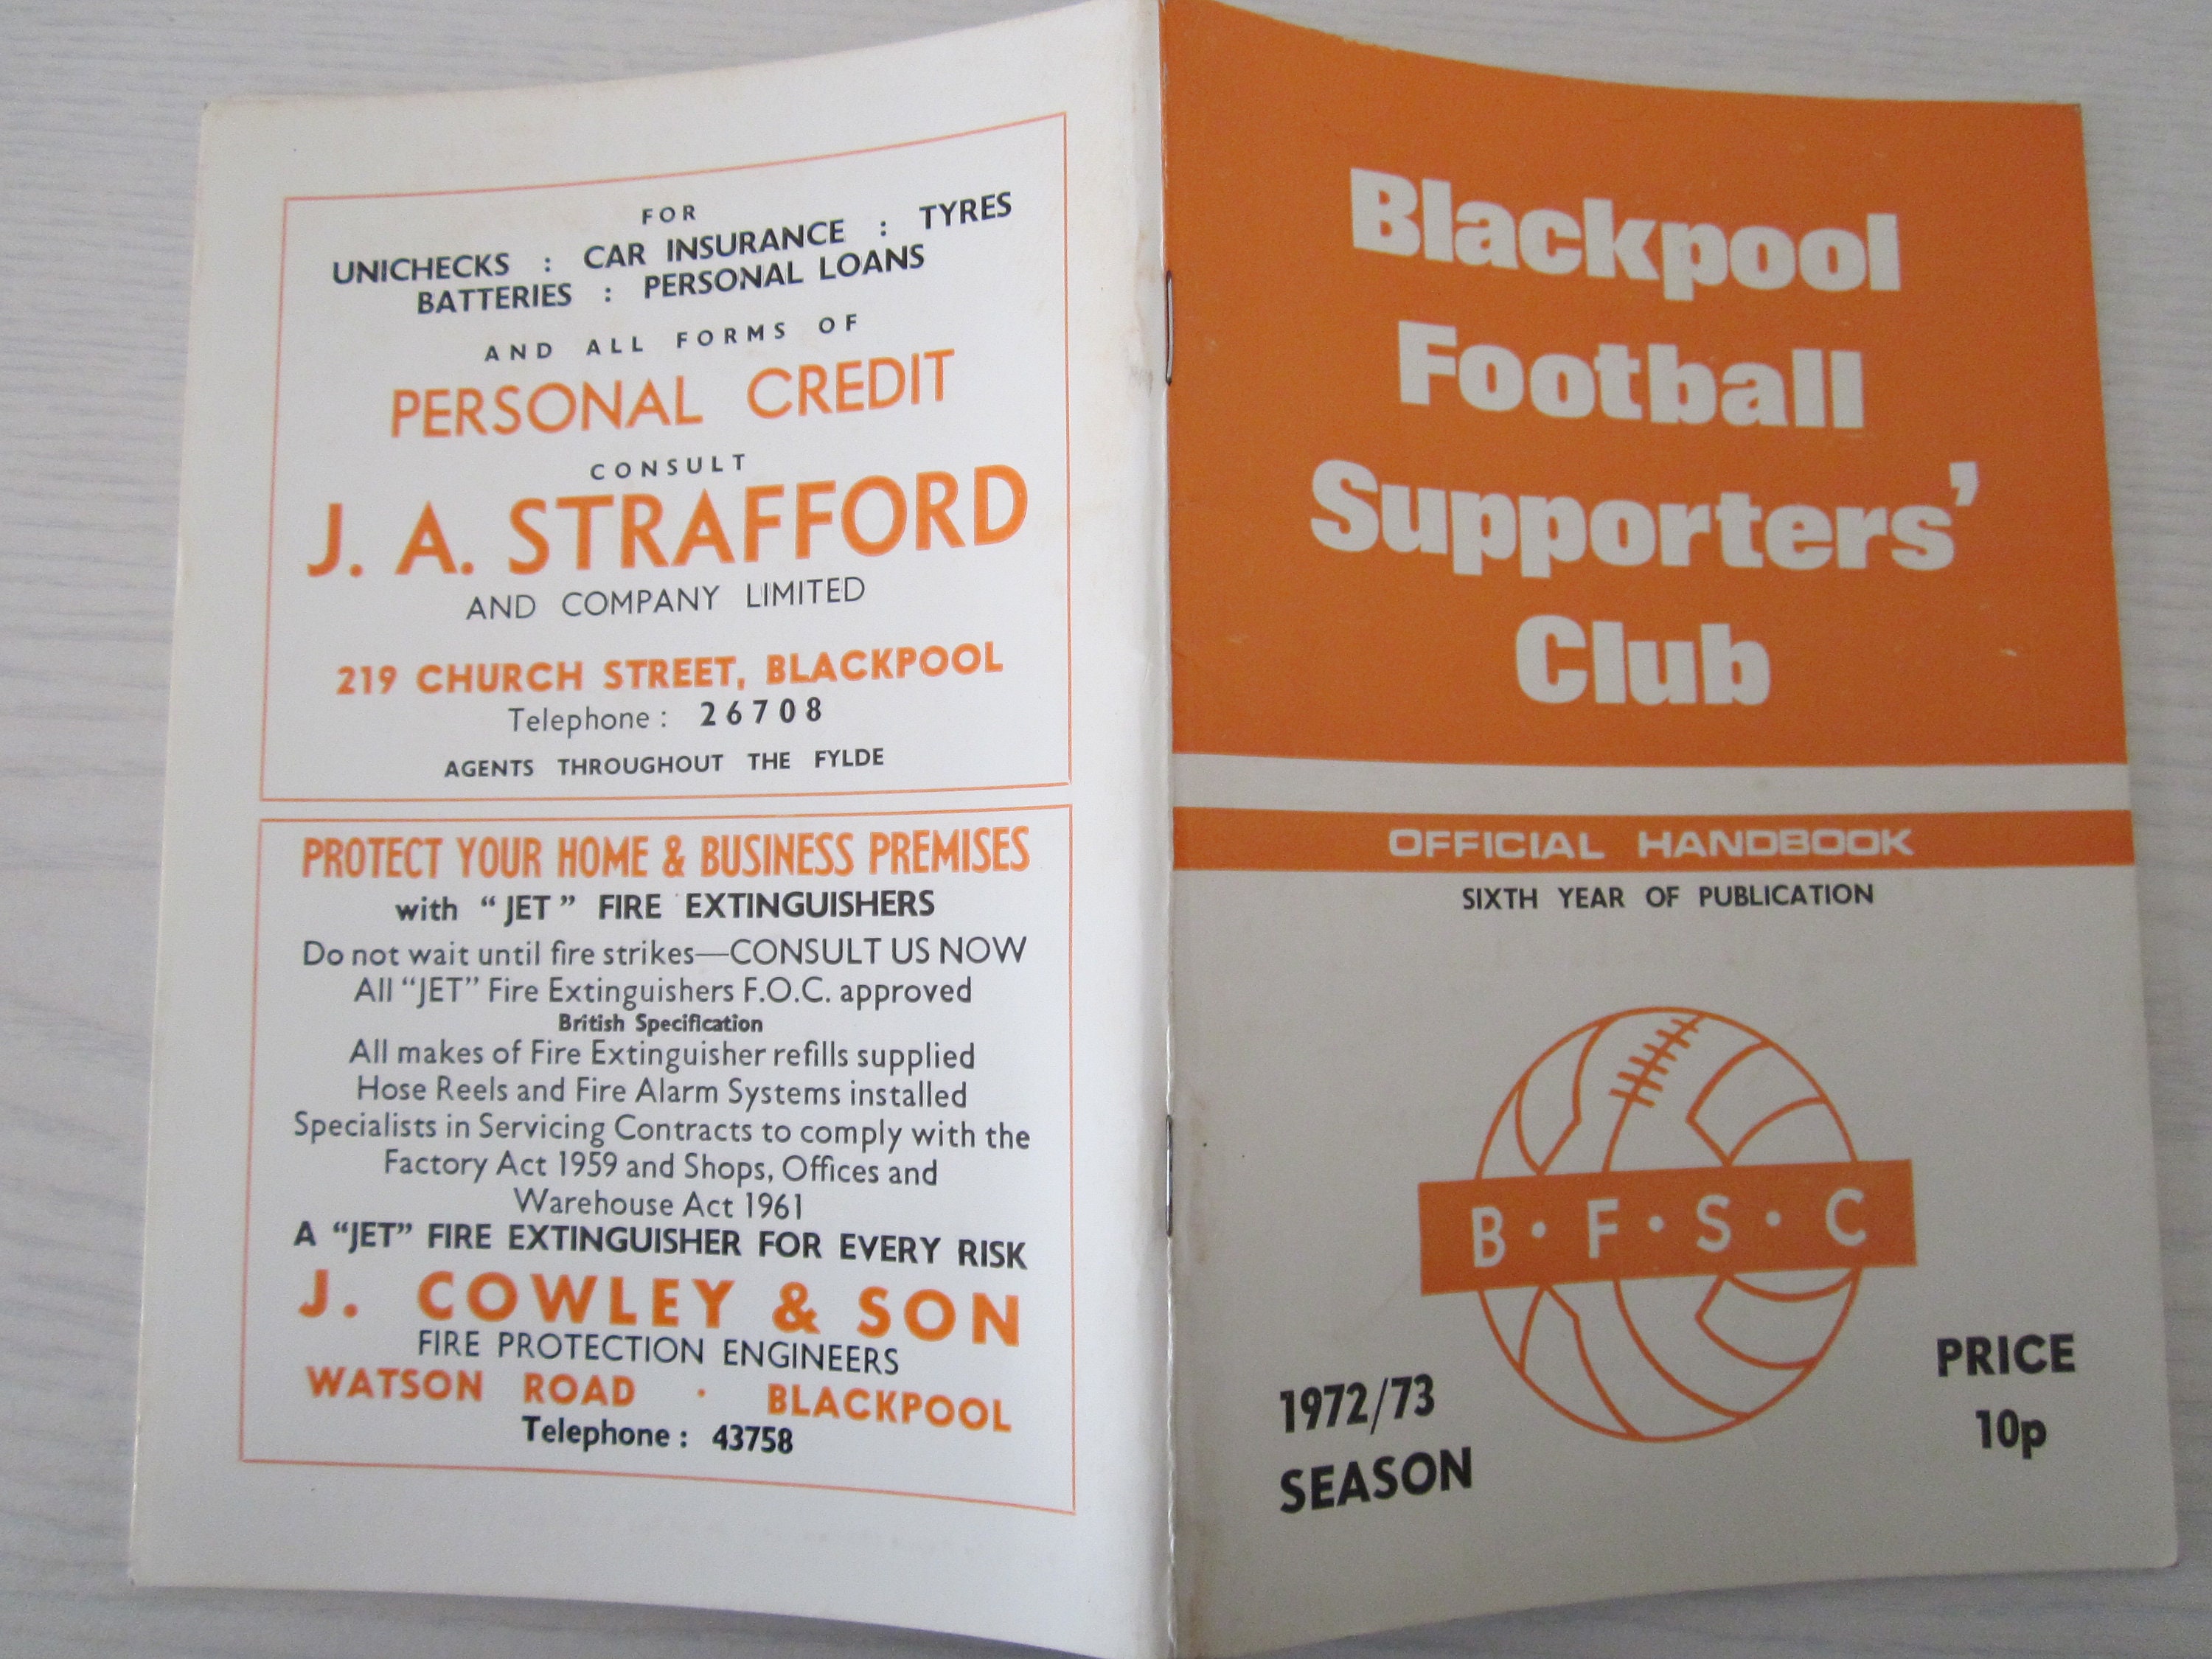 FOR
UNICHECKS : CAR INSURANCE : TYRES
BATTERIES : PERSONAL LOANS
AND ALL FORMS OF
PERSONAL CREDIT
CONSULT
J. A. STRAFFORD
AND COMPANY LIMITED
219 CHURCH STREET, BLACKPOOL
Telephone : 26708
AGENTS THROUGHOUT THE FYLDE
PROTECT YOUR HOME & BUSINESS PREMISES
with “JET” FIRE EXTINGUISHERS
Do not wait until fire strikes—CONSULT US NOW
All “JET” Fire Extinguishers F.O.C. approved
British Specification
All makes of Fire Extinguisher refills supplied
Hose Reels and Fire Alarm Systems installed
Specialists in Servicing Contracts to comply with the
Factory Act 1959 and Shops, Offices and
Warehouse Act 1961
A “JET” FIRE EXTINGUISHER FOR EVERY RISK
J. COWLEY & SON
FIRE PROTECTION ENGINEERS
WATSON ROAD · BLACKPOOL
Telephone : 43758
Blackpool
Football
Supporters’
Club
OFFICIAL HANDBOOK
SIXTH YEAR OF PUBLICATION
B · F · S · C
1972/73
SEASON
PRICE
10p